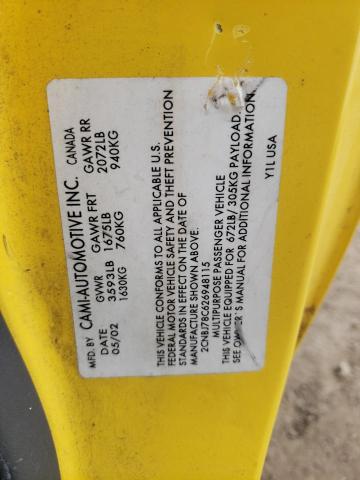 MFD. BY CAMI-AUTOMOTIVE INC. CANADA
DATE GVWR GAWR FRT GAWR RR
05/02 3593LB 1675LB 2072LB
1630KG 760KG 940KG
THIS VEHICLE CONFORMS TO ALL APPLICABLE U.S.
FEDERAL MOTOR VEHICLE SAFETY AND THEFT PREVENTION
STANDARDS IN EFFECT ON THE DATE OF
MANUFACTURE SHOWN ABOVE.
2CNBJ78C626948115
MULTIPURPOSE PASSENGER VEHICLE
THIS VEHICLE EQUIPPED FOR 672LB/ 305KG PAYLOAD.
SEE OWNER'S MANUAL FOR ADDITIONAL INFORMATION
Y1LUSA